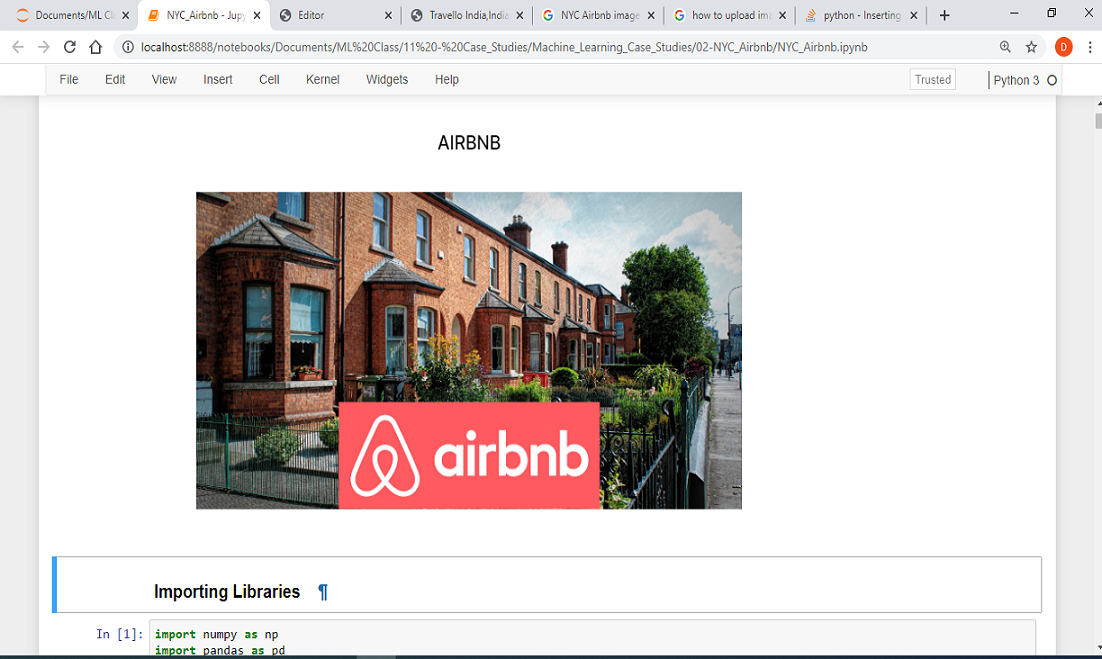 Documents/ML Cl
NYC_Airbnb - Jupy
Editor
Travello India,India
NYC Airbnb image
how to upload ima
python - Inserting
localhost:8888/notebooks/Documents/ML%20Class/11%20-%20Case_Studies/Machine_Learning_Case_Studies/02-NYC_Airbnb/NYC_Airbnb.ipynb
D
File Edit View Insert Cell Kernel Widgets Help Trusted Python 3
AIRBNB
airbnb
Importing Libraries ¶
In [1]: import numpy as np
import pandas as pd